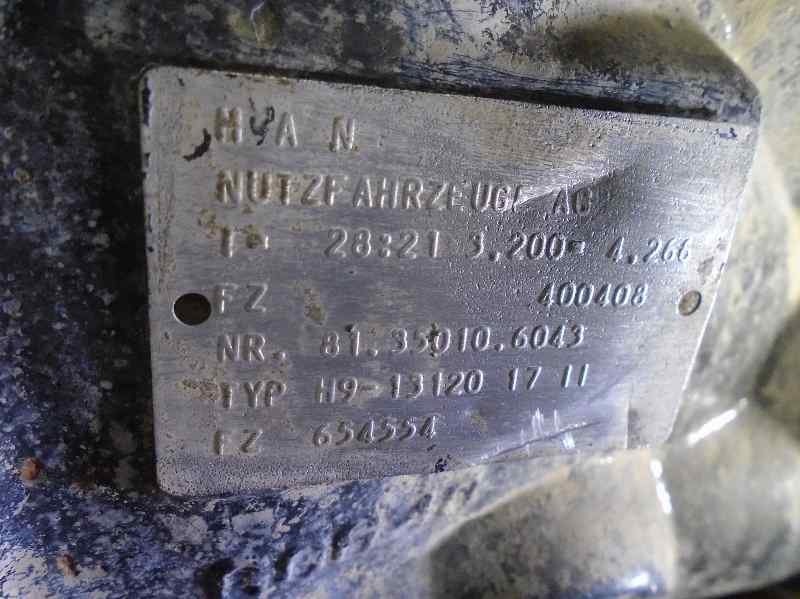 M A N
NUTZFAHRZEUGE AG
I= 28:21 3.200= 4.266
FZ 400408
NR. 81.35010.6043
TYP H9-13120 17 11
FZ 654554